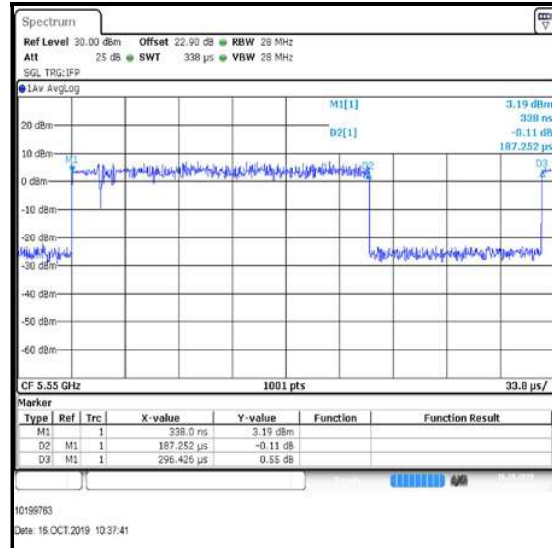 Spectrum
Ref Level 30.00 dBm Offset 22.90 dB RBW 28 MHz
Att 25 dB SWT 338 µs VBW 28 MHz
SGL TRG:IFP
1Av AvgLog
M1[1] 3.19 dBm
338 ns
20 dBm
D2[1] -0.11 dB
187.252 µs
10 dBm
M1
D2
D3
0 dBm
-10 dBm
-20 dBm
-30 dBm
-40 dBm
-50 dBm
-60 dBm
CF 5.55 GHz 1001 pts 33.8 µs/
Marker
Type Ref Trc X-value Y-value Function Function Result
M1 1 338.0 ns 3.19 dBm
D2 M1 1 187.252 µs -0.11 dB
D3 M1 1 296.426 µs 0.55 dB
10199763
Date: 16.OCT.2019 10:37:41